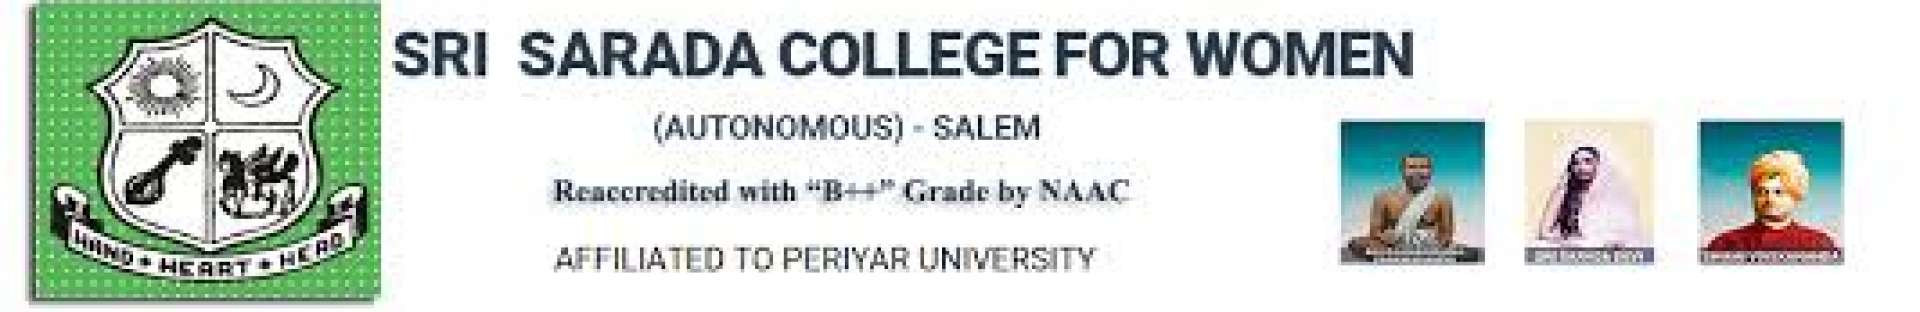 SRI SARADA COLLEGE FOR WOMEN
(AUTONOMOUS) - SALEM
Reaccredited with “B++” Grade by NAAC
AFFILIATED TO PERIYAR UNIVERSITY
HAND + HEART + HEAD